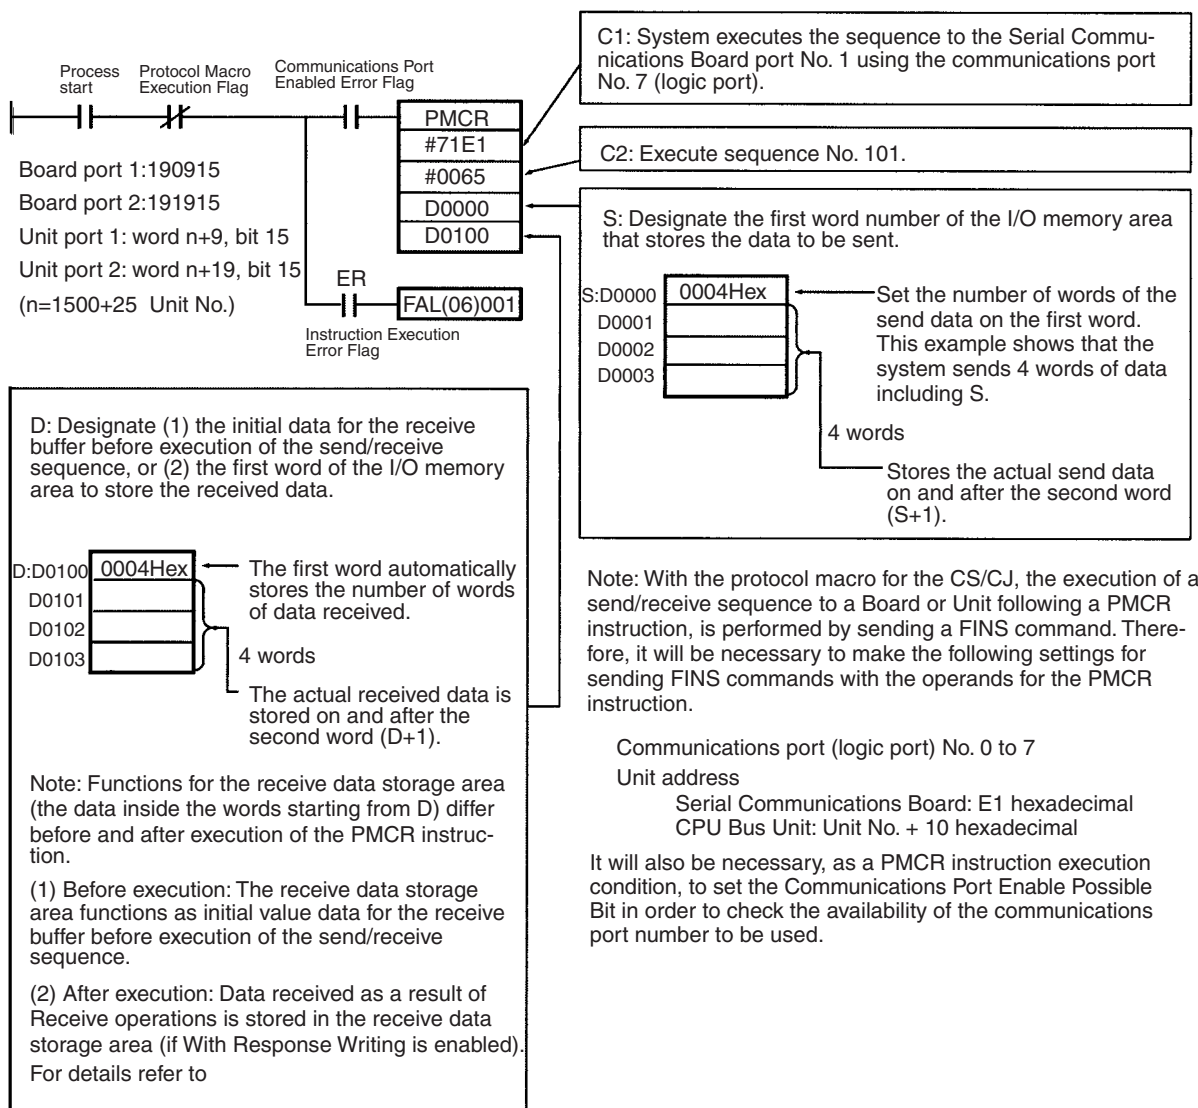 Process
start
Protocol Macro
Execution Flag
Communications Port
Enabled Error Flag
PMCR
#71E1
#0065
D0000
D0100
Board port 1:190915
Board port 2:191915
Unit port 1: word n+9, bit 15
Unit port 2: word n+19, bit 15
(n=1500+25  Unit No.)
ER
FAL(06)001
Instruction Execution
Error Flag
C1: System executes the sequence to the Serial Commu-
nications Board port No. 1 using the communications port
No. 7 (logic port).
C2: Execute sequence No. 101.
S: Designate the first word number of the I/O memory area
that stores the data to be sent.
S:D0000
0004Hex
D0001
D0002
D0003
Set the number of words of the
send data on the first word.
This example shows that the
system sends 4 words of data
including S.
4 words
Stores the actual send data
on and after the second word
(S+1).
D: Designate (1) the initial data for the receive
buffer before execution of the send/receive
sequence, or (2) the first word of the I/O memory
area to store the received data.
D:D0100
0004Hex
D0101
D0102
D0103
The first word automatically
stores the number of words
of data received.
4 words
The actual received data is
stored on and after the
second word (D+1).
Note: Functions for the receive data storage area
(the data inside the words starting from D) differ
before and after execution of the PMCR instruc-
tion.
(1) Before execution: The receive data storage
area functions as initial value data for the receive
buffer before execution of the send/receive
sequence.
(2) After execution: Data received as a result of
Receive operations is stored in the receive data
storage area (if With Response Writing is enabled).
For details refer to
Note: With the protocol macro for the CS/CJ, the execution of a
send/receive sequence to a Board or Unit following a PMCR
instruction, is performed by sending a FINS command. There-
fore, it will be necessary to make the following settings for
sending FINS commands with the operands for the PMCR
instruction.
Communications port (logic port) No. 0 to 7
Unit address
Serial Communications Board: E1 hexadecimal
CPU Bus Unit: Unit No. + 10 hexadecimal
It will also be necessary, as a PMCR instruction execution
condition, to set the Communications Port Enable Possible
Bit in order to check the availability of the communications
port number to be used.